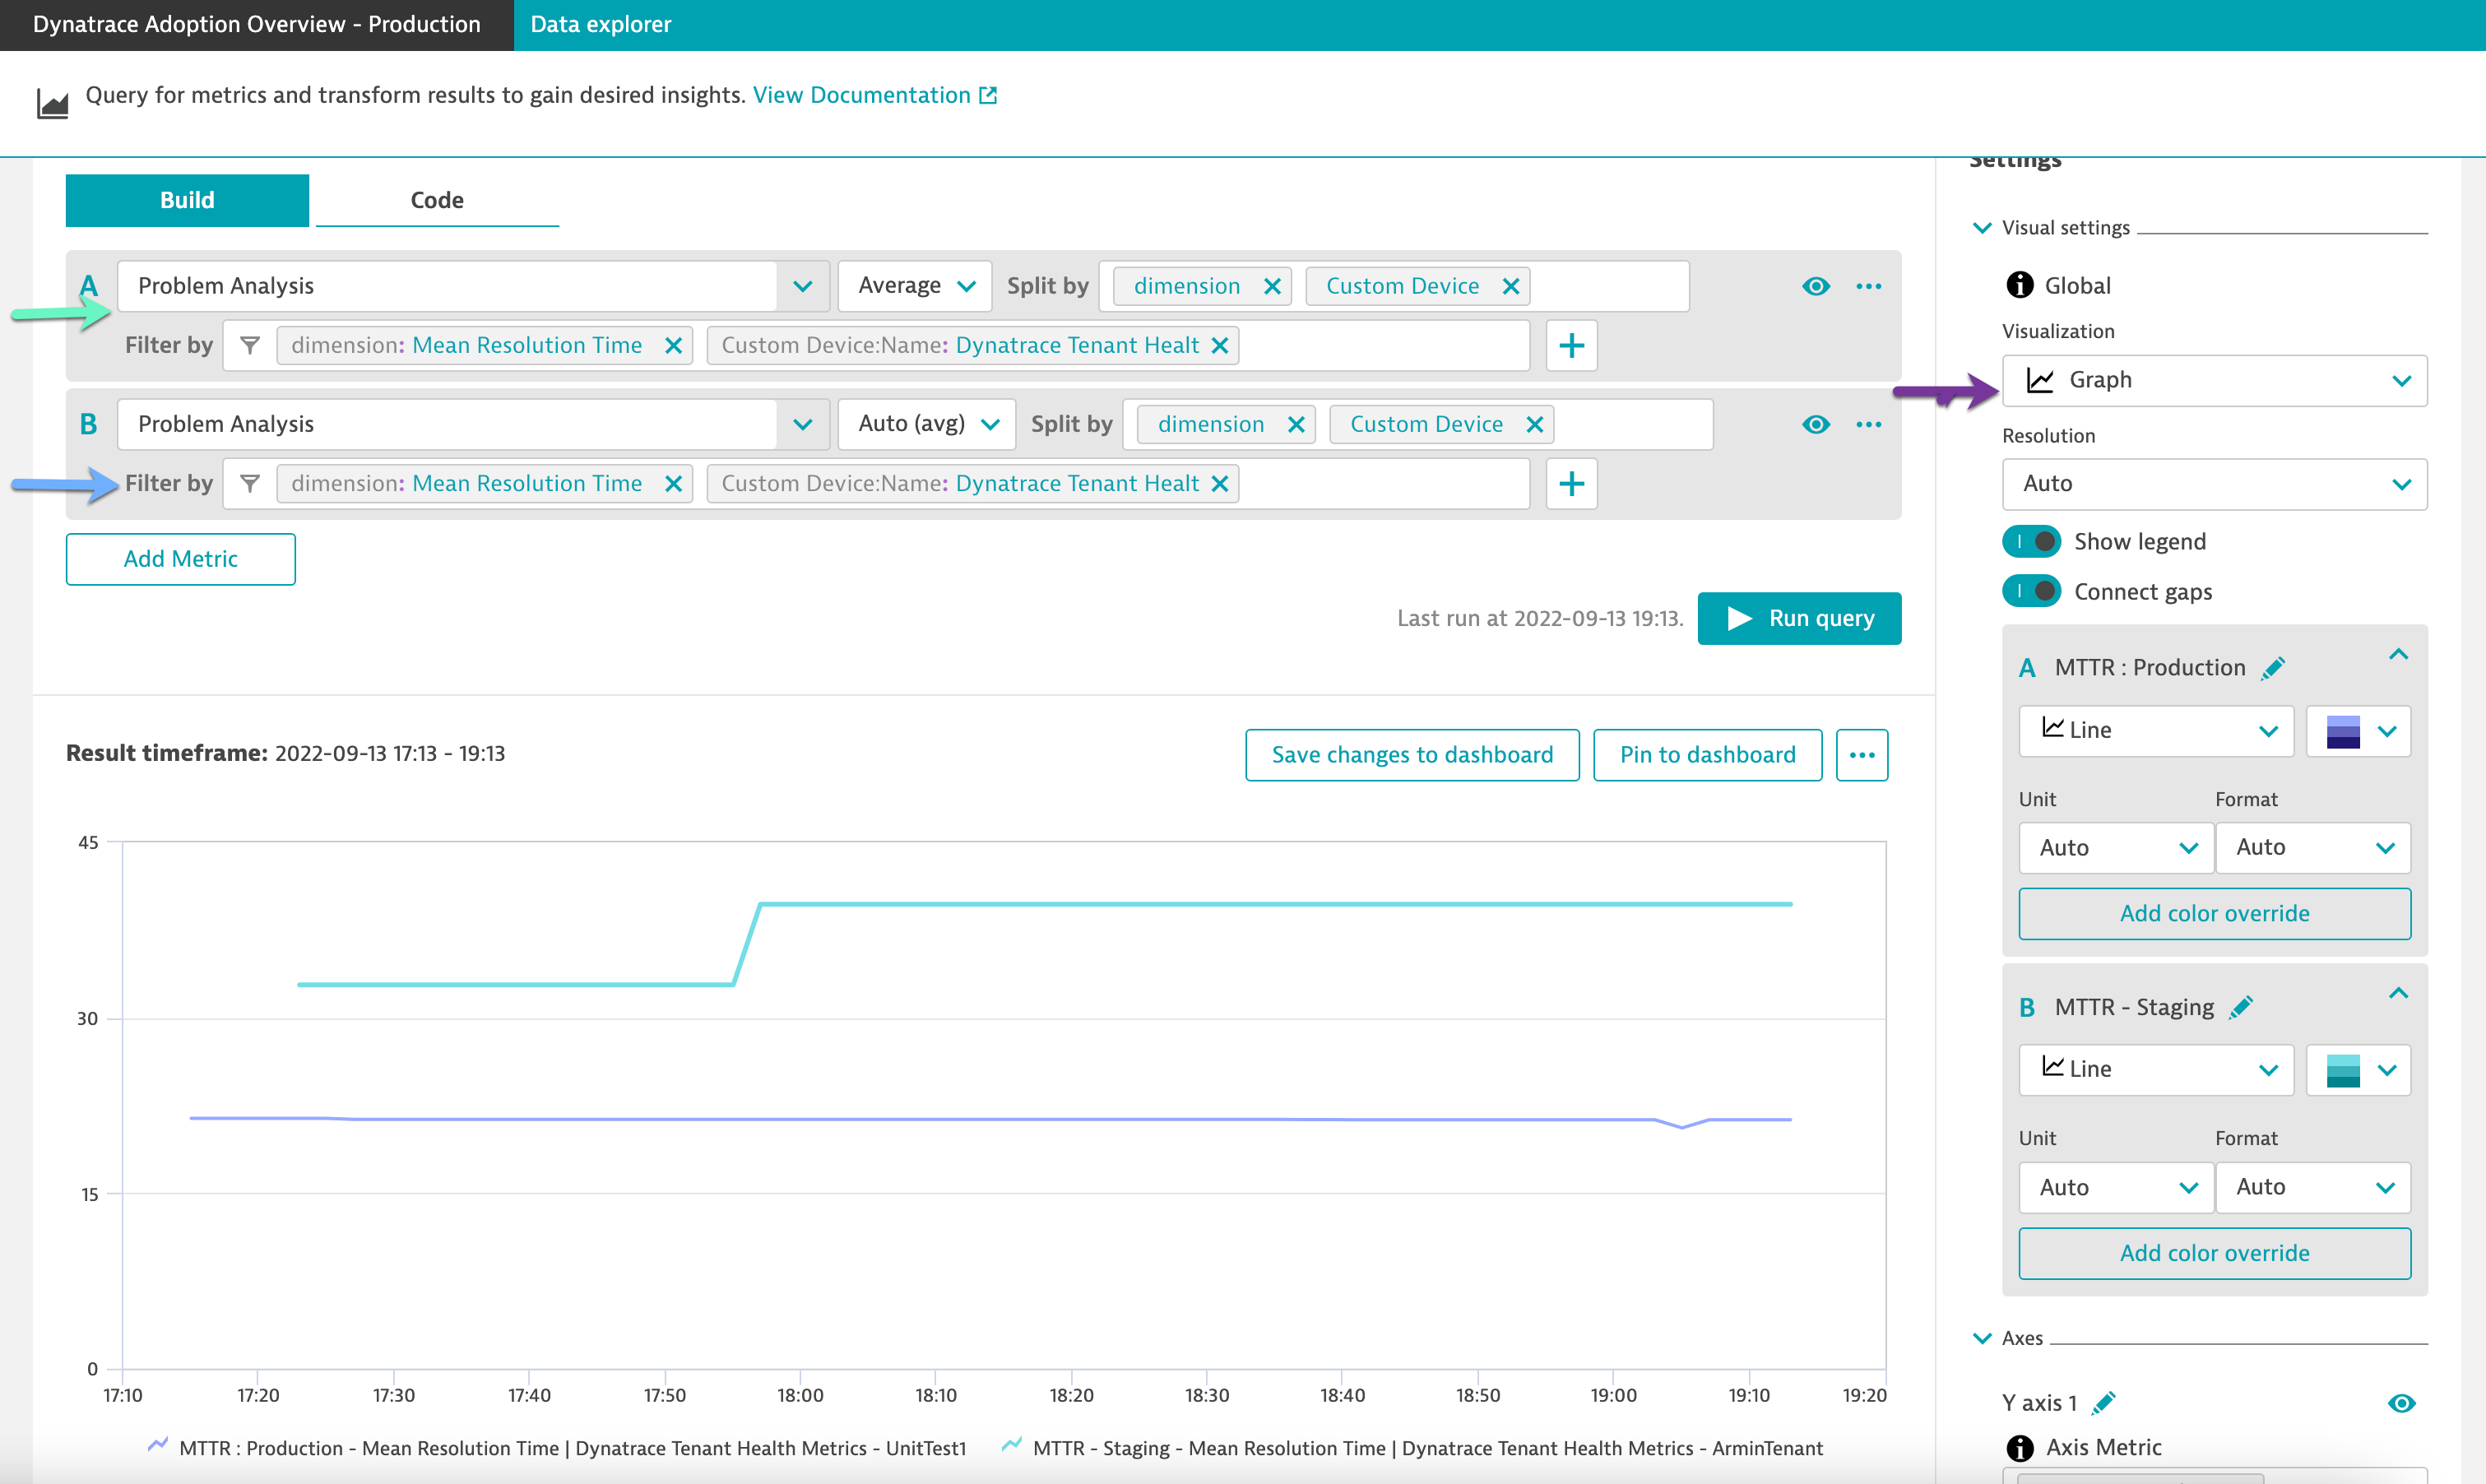 Dynatrace Adoption Overview - Production Data explorer
Query for metrics and transform results to gain desired insights. View Documentation
Settings
Build Code
A Problem Analysis Average Split by dimension Custom Device
Filter by dimension: Mean Resolution Time Custom Device:Name: Dynatrace Tenant Healt
B Problem Analysis Auto (avg) Split by dimension Custom Device
Filter by dimension: Mean Resolution Time Custom Device:Name: Dynatrace Tenant Healt
Add Metric
Last run at 2022-09-13 19:13. Run query
Result timeframe: 2022-09-13 17:13 - 19:13
Save changes to dashboard Pin to dashboard
45
30
15
0
17:10 17:20 17:30 17:40 17:50 18:00 18:10 18:20 18:30 18:40 18:50 19:00 19:10 19:20
MTTR : Production - Mean Resolution Time | Dynatrace Tenant Health Metrics - UnitTest1 MTTR - Staging - Mean Resolution Time | Dynatrace Tenant Health Metrics - ArminTenant
Visual settings
Global
Visualization
Graph
Resolution
Auto
Show legend
Connect gaps
A MTTR : Production
Line
Unit Format
Auto Auto
Add color override
B MTTR - Staging
Line
Unit Format
Auto Auto
Add color override
Axes
Y axis 1
Axis Metric